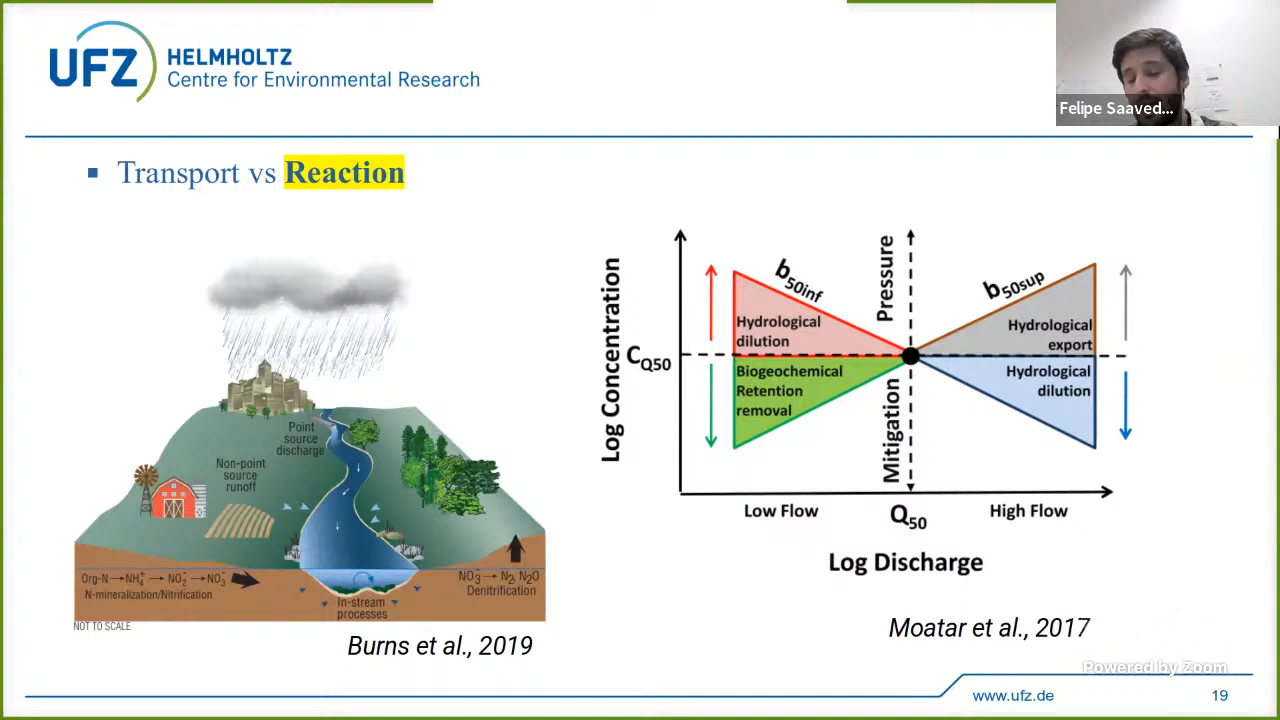 UFZ HELMHOLTZ
Centre for Environmental Research
Felipe Saaved...
▪ Transport vs Reaction
Point
source
discharge
Non-point
source
runoff
Org-N→NH₄⁺→NO₂⁻→NO₃⁻
N-mineralization/Nitrification
NO₃⁻→N₂, N₂O
Denitrification
In-stream
processes
NOT TO SCALE
Burns et al., 2019
Log Concentration
C Q50
b50inf
Pressure
b50sup
Hydrological
dilution
Hydrological
export
Biogeochemical
Retention
removal
Hydrological
dilution
Mitigation
Low Flow
Q50
High Flow
Log Discharge
Moatar et al., 2017
Powered by Zoom
www.ufz.de
19